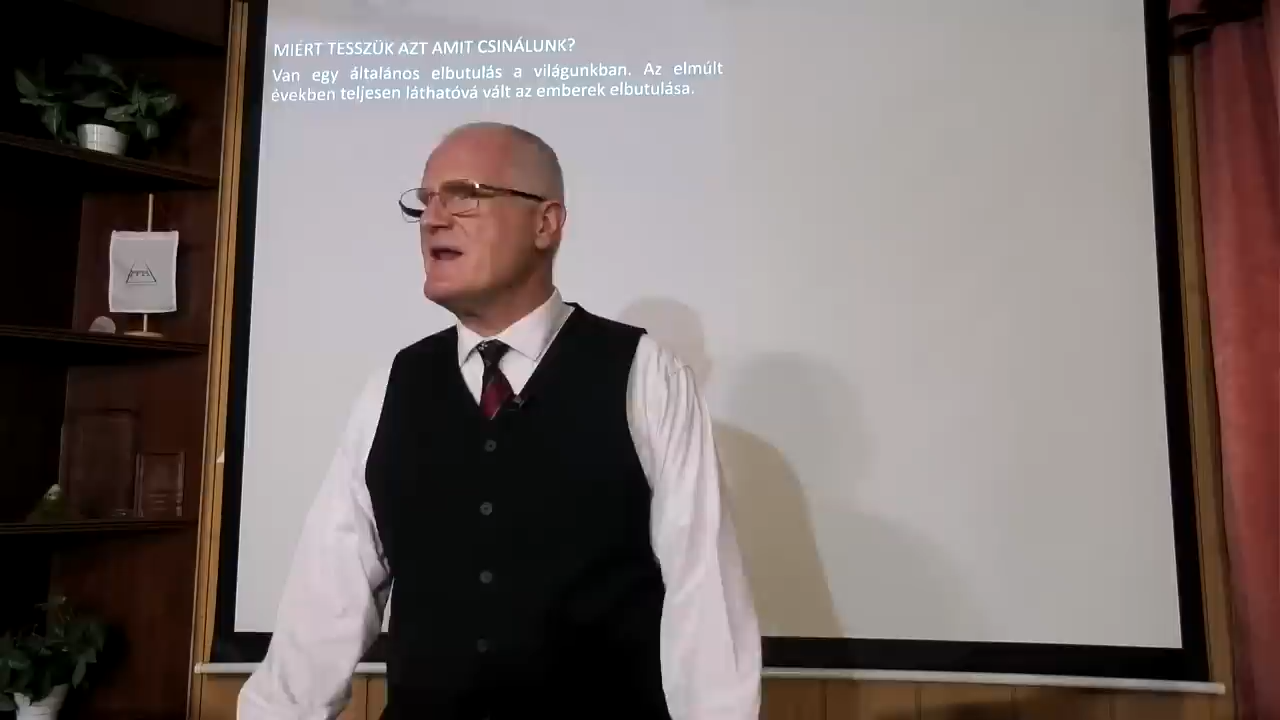 MIÉRT TESSZÜK AZT AMIT CSINÁLUNK?
Van egy általános elbutulás a világunkban. Az elmúlt
években teljesen láthatóvá vált az emberek elbutulása.